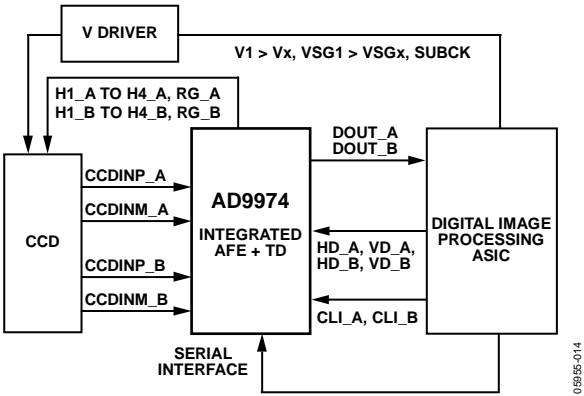 V DRIVER
V1 > Vx, VSG1 > VSGx, SUBCK
H1_A TO H4_A, RG_A
H1_B TO H4_B, RG_B
DOUT_A
DOUT_B
CCDINP_A
CCDINM_A
CCD
CCDINP_B
CCDINM_B
AD9974
INTEGRATED
AFE + TD
HD_A, VD_A,
HD_B, VD_B
CLI_A, CLI_B
DIGITAL IMAGE
PROCESSING
ASIC
SERIAL
INTERFACE
05955-014